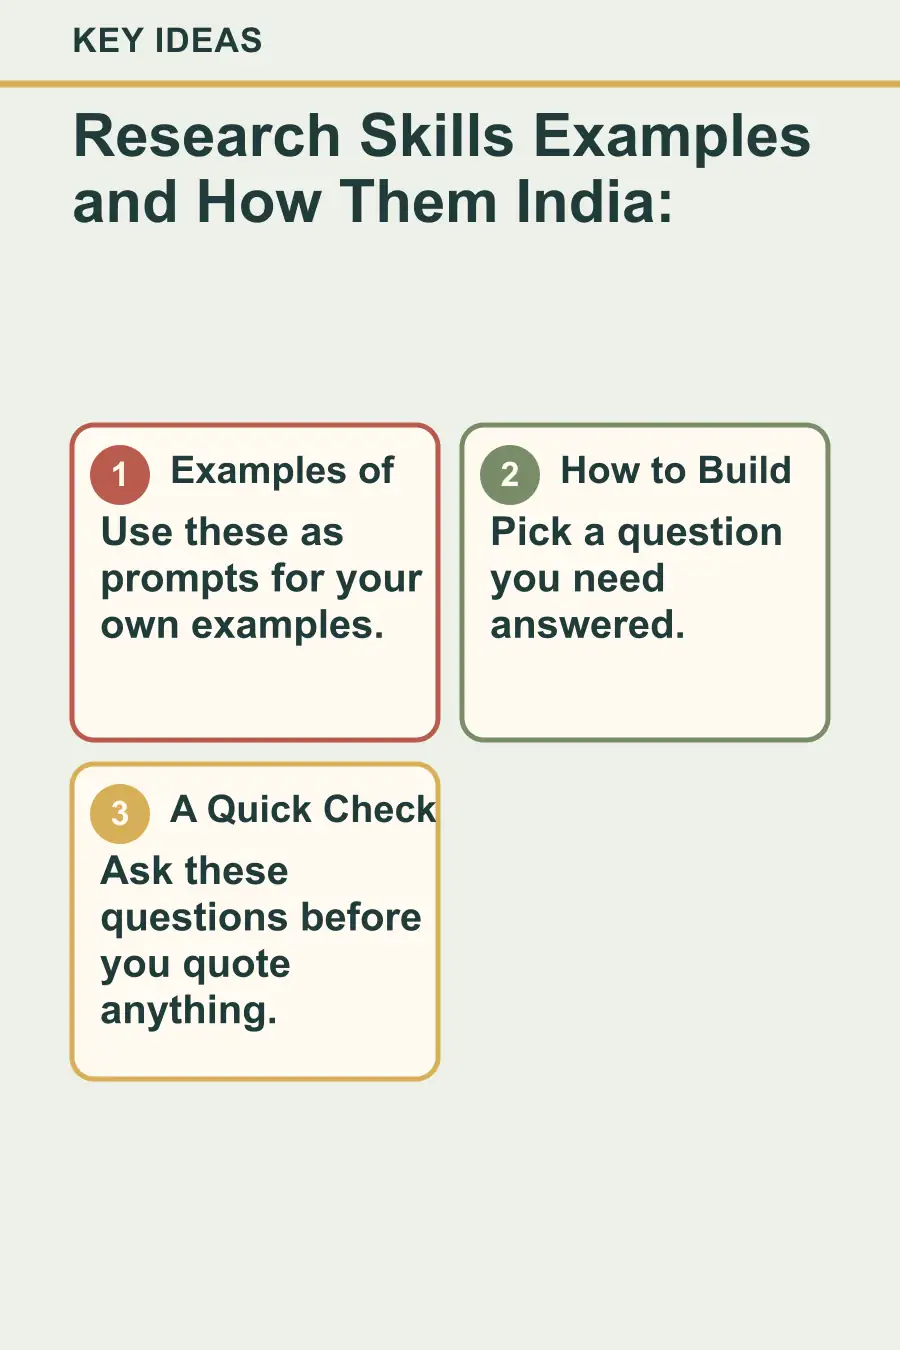 KEY IDEAS
Research Skills Examples
and How Them India:
1
Examples of
Use these as
prompts for your
own examples.
2
How to Build
Pick a question
you need
answered.
3
A Quick Check
Ask these
questions before
you quote
anything.